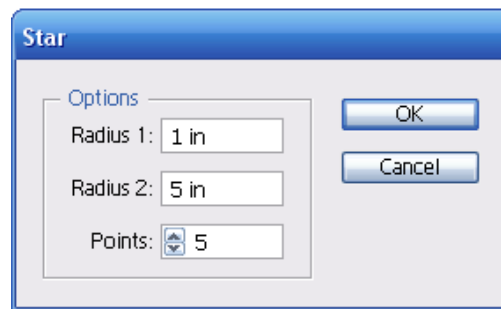 Star
Options
Radius 1: 1 in
OK
Radius 2: 5 in
Cancel
Points: 5